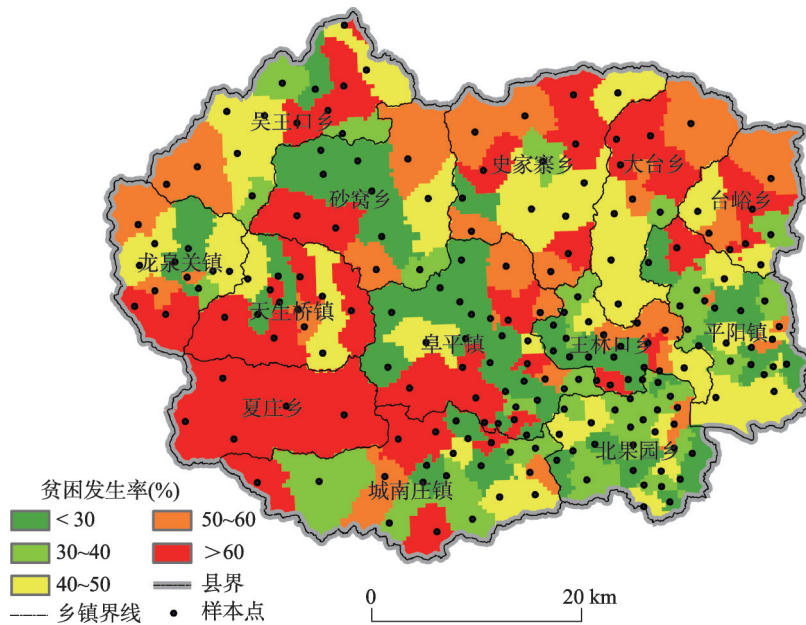 吴王口乡
史家寨乡
大台乡
台峪乡
砂窝乡
龙泉关镇
天生桥镇
阜平镇
王林口乡
平阳镇
夏庄乡
北果园乡
城南庄镇
贫困发生率(%)
< 30
50~60
30~40
>60
40~50
县界
乡镇界线
样本点
0
20 km